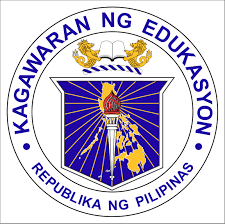 KAGAWARAN NG EDUKASYON
REPUBLIKA NG PILIPINAS